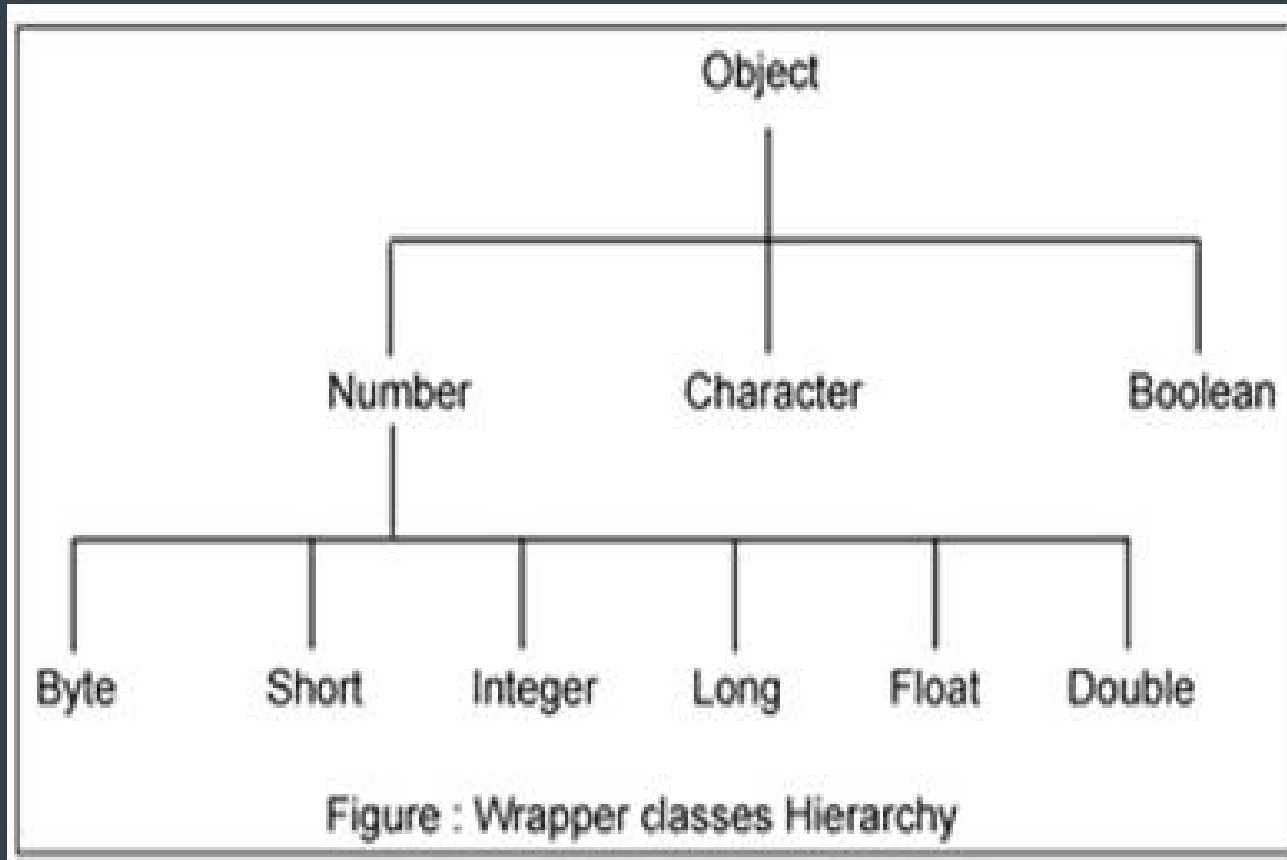 Object
Number Character Boolean
Byte Short Integer Long Float Double
Figure : Wrapper classes Hierarchy